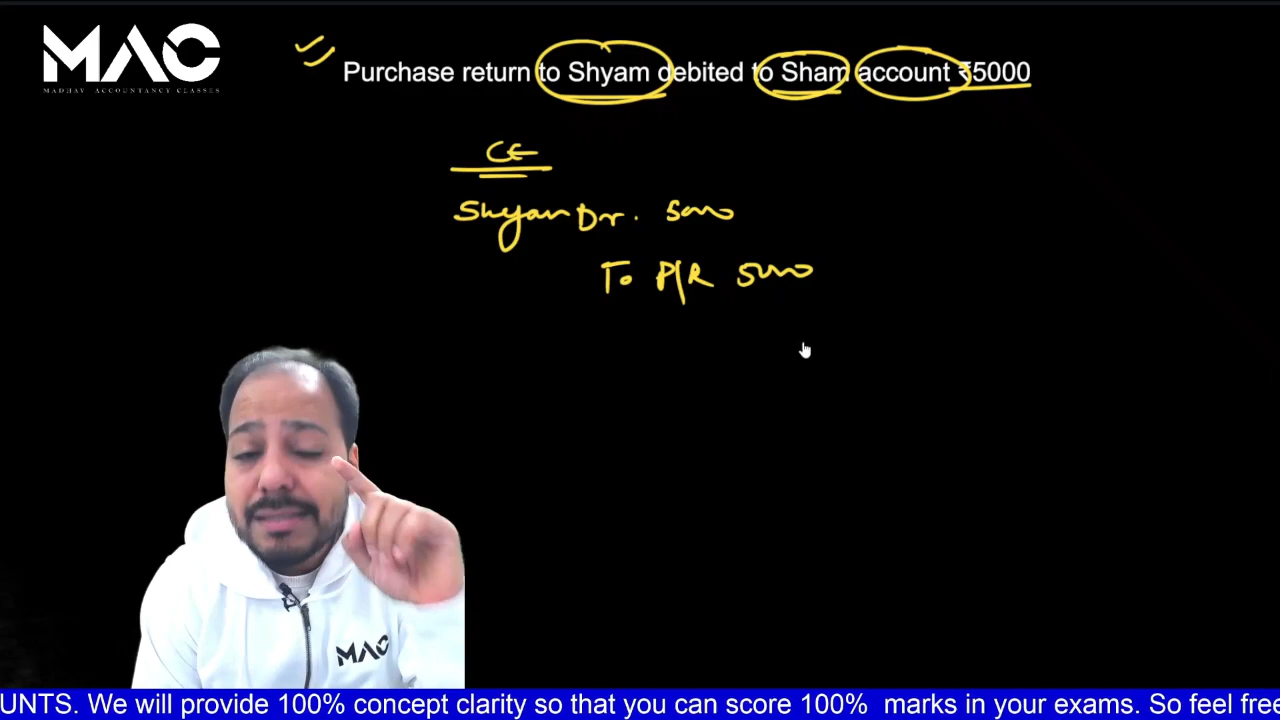 MAC
MADHAV ACCOUNTANCY CLASSES
Purchase return to Shyam debited to Sham account ₹5000
CE
Shyam Dr. 5000
To P/R 5000
MAC
UNTS. We will provide 100% concept clarity so that you can score 100% marks in your exams. So feel free